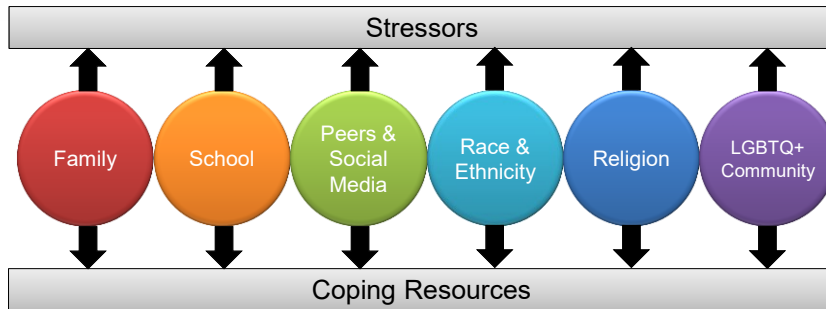 Stressors
Family
School
Peers &
Social
Media
Race &
Ethnicity
Religion
LGBTQ+
Community
Coping Resources